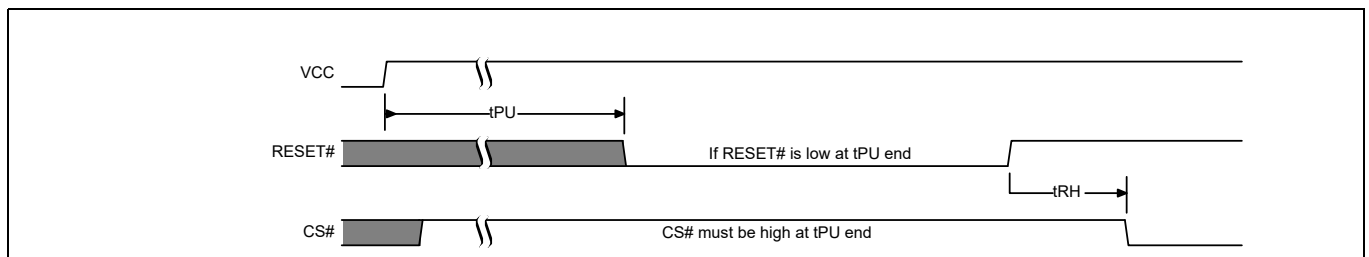 VCC
tPU
RESET#
If RESET# is low at tPU end
tRH
CS#
CS# must be high at tPU end